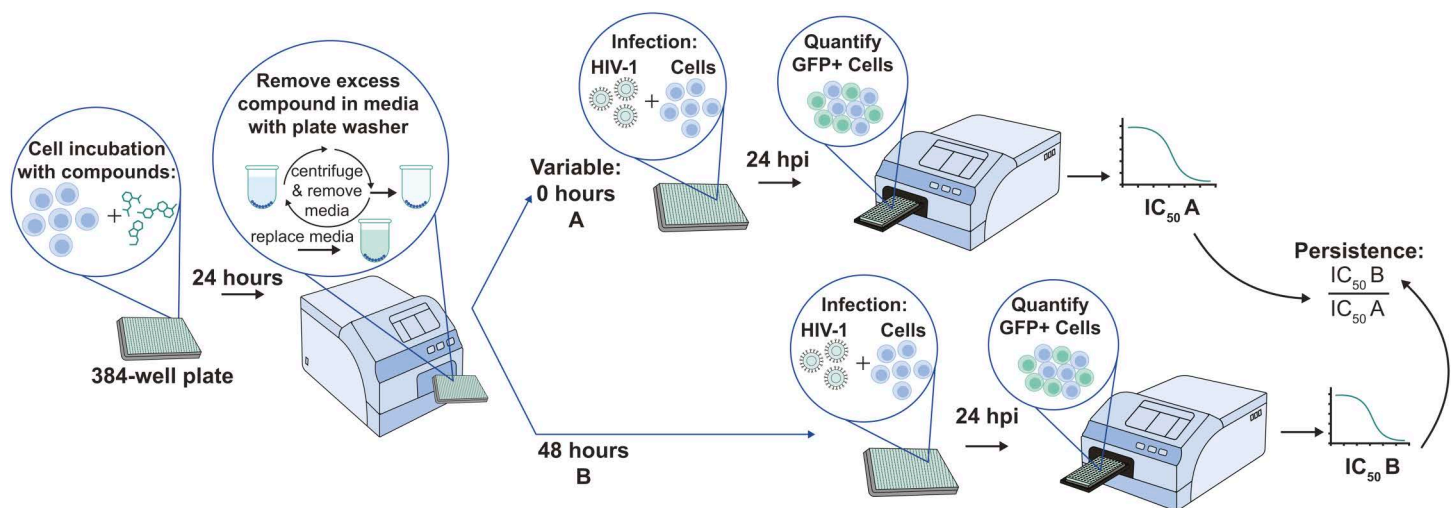 Cell incubation
with compounds:
384-well plate
24 hours
Remove excess
compound in media
with plate washer
centrifuge
& remove
media
replace media
Variable:
0 hours
A
Infection:
HIV-1
Cells
+
24 hpi
Quantify
GFP+ Cells
IC50 A
48 hours
B
Infection:
HIV-1
Cells
+
24 hpi
Quantify
GFP+ Cells
IC50 B
Persistence:
IC50 B
IC50 A